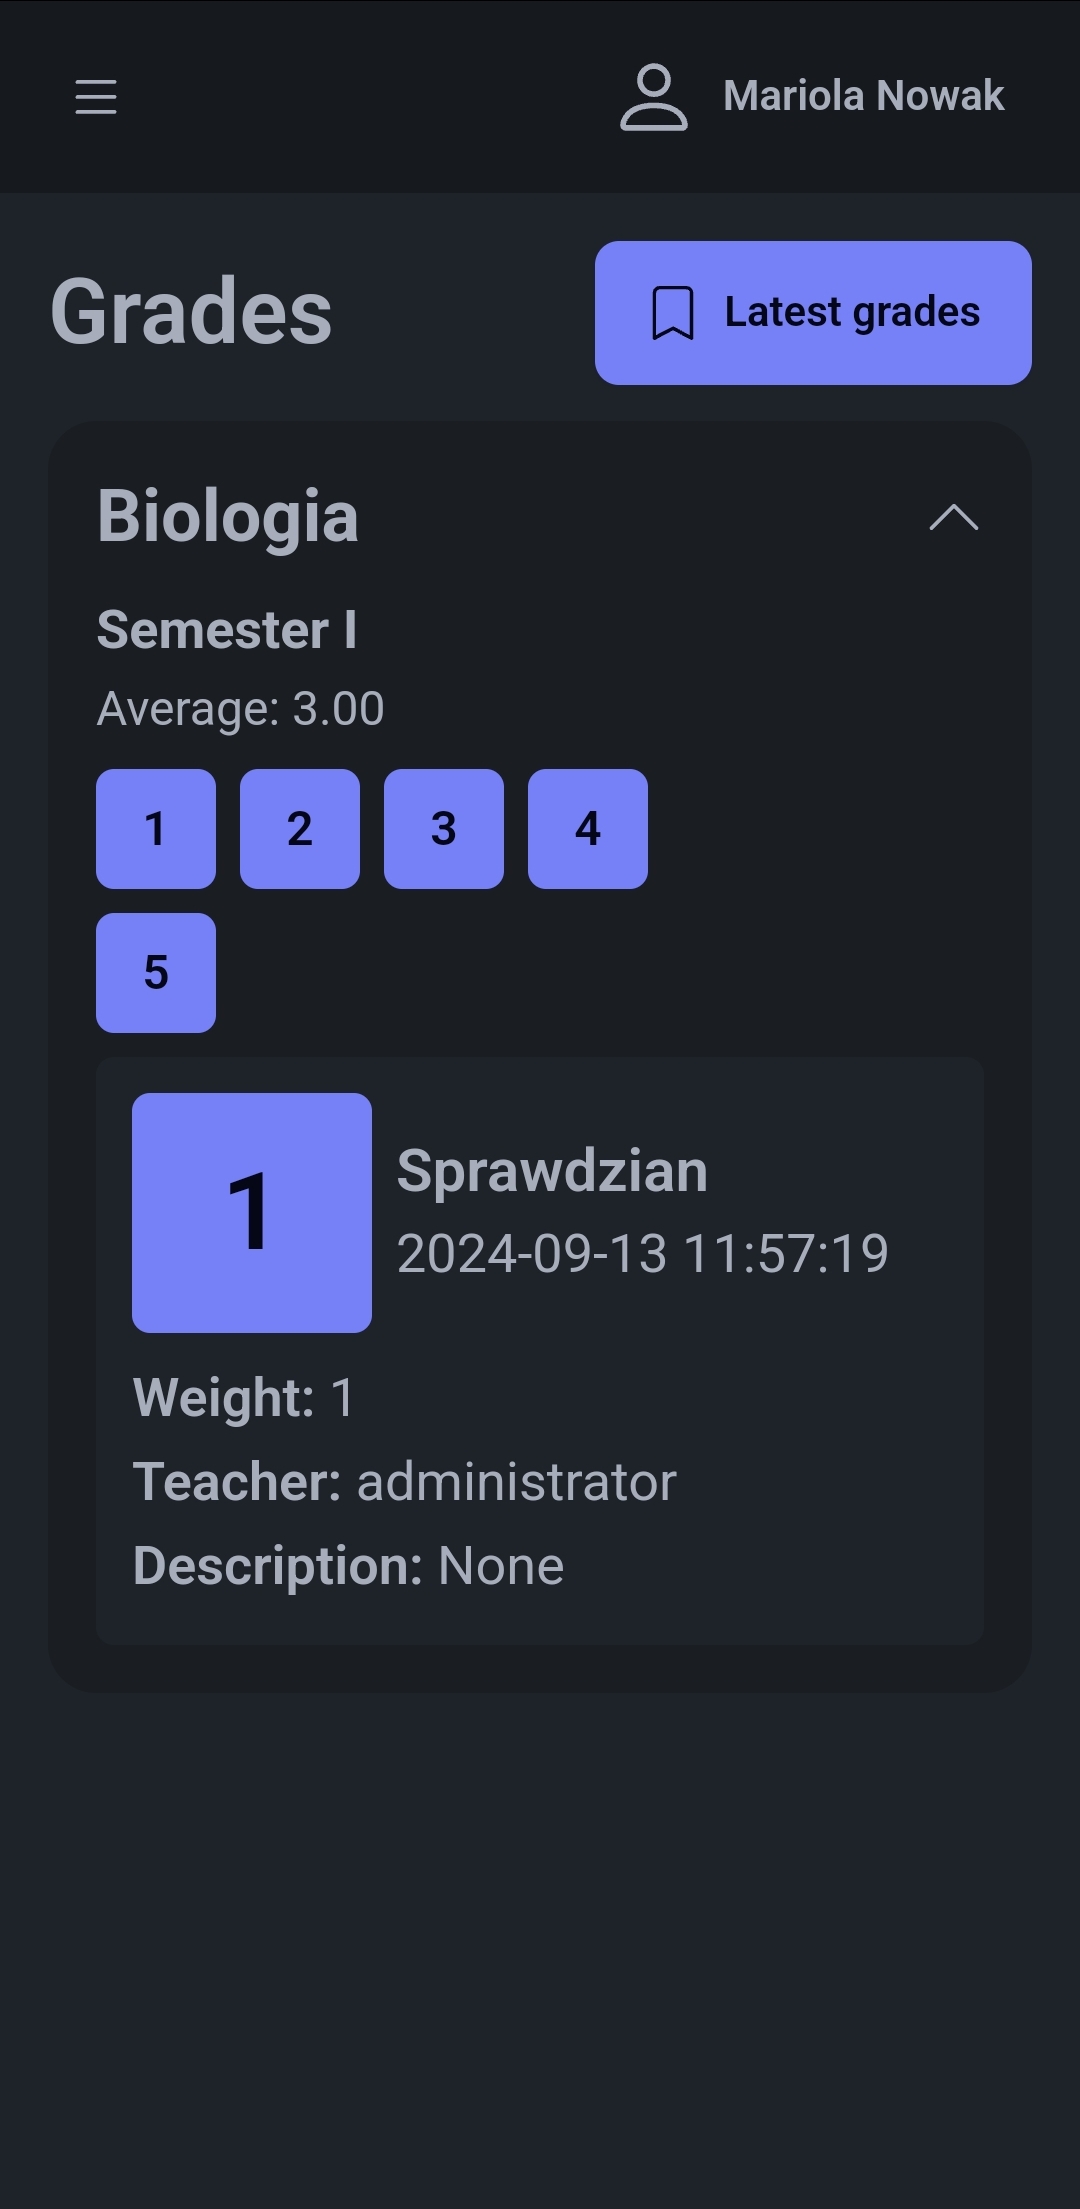 Mariola Nowak
Grades
Latest grades
Biologia
Semester I
Average: 3.00
1 2 3 4
5
1
Sprawdzian
2024-09-13 11:57:19
Weight: 1
Teacher: administrator
Description: None